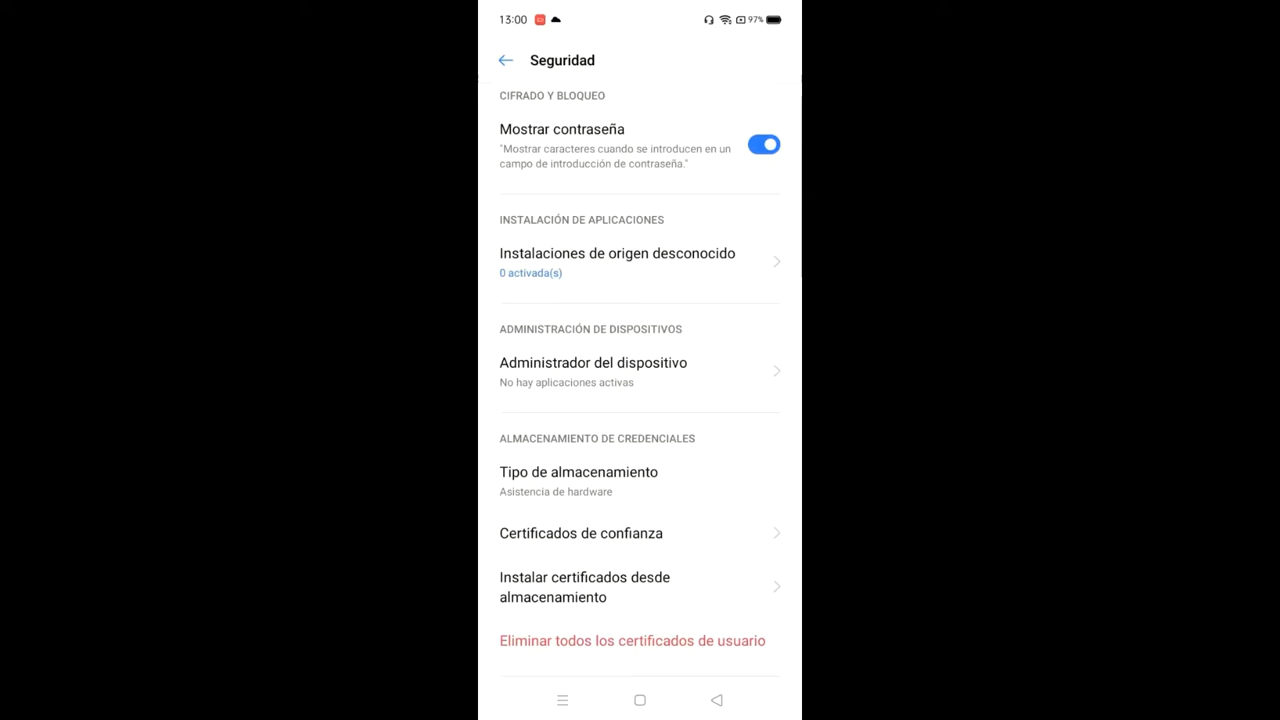 13:00
97%
Seguridad
CIFRADO Y BLOQUEO
Mostrar contraseña
"Mostrar caracteres cuando se introducen en un
campo de introducción de contraseña."
INSTALACIÓN DE APLICACIONES
Instalaciones de origen desconocido
0 activada(s)
ADMINISTRACIÓN DE DISPOSITIVOS
Administrador del dispositivo
No hay aplicaciones activas
ALMACENAMIENTO DE CREDENCIALES
Tipo de almacenamiento
Asistencia de hardware
Certificados de confianza
Instalar certificados desde
almacenamiento
Eliminar todos los certificados de usuario